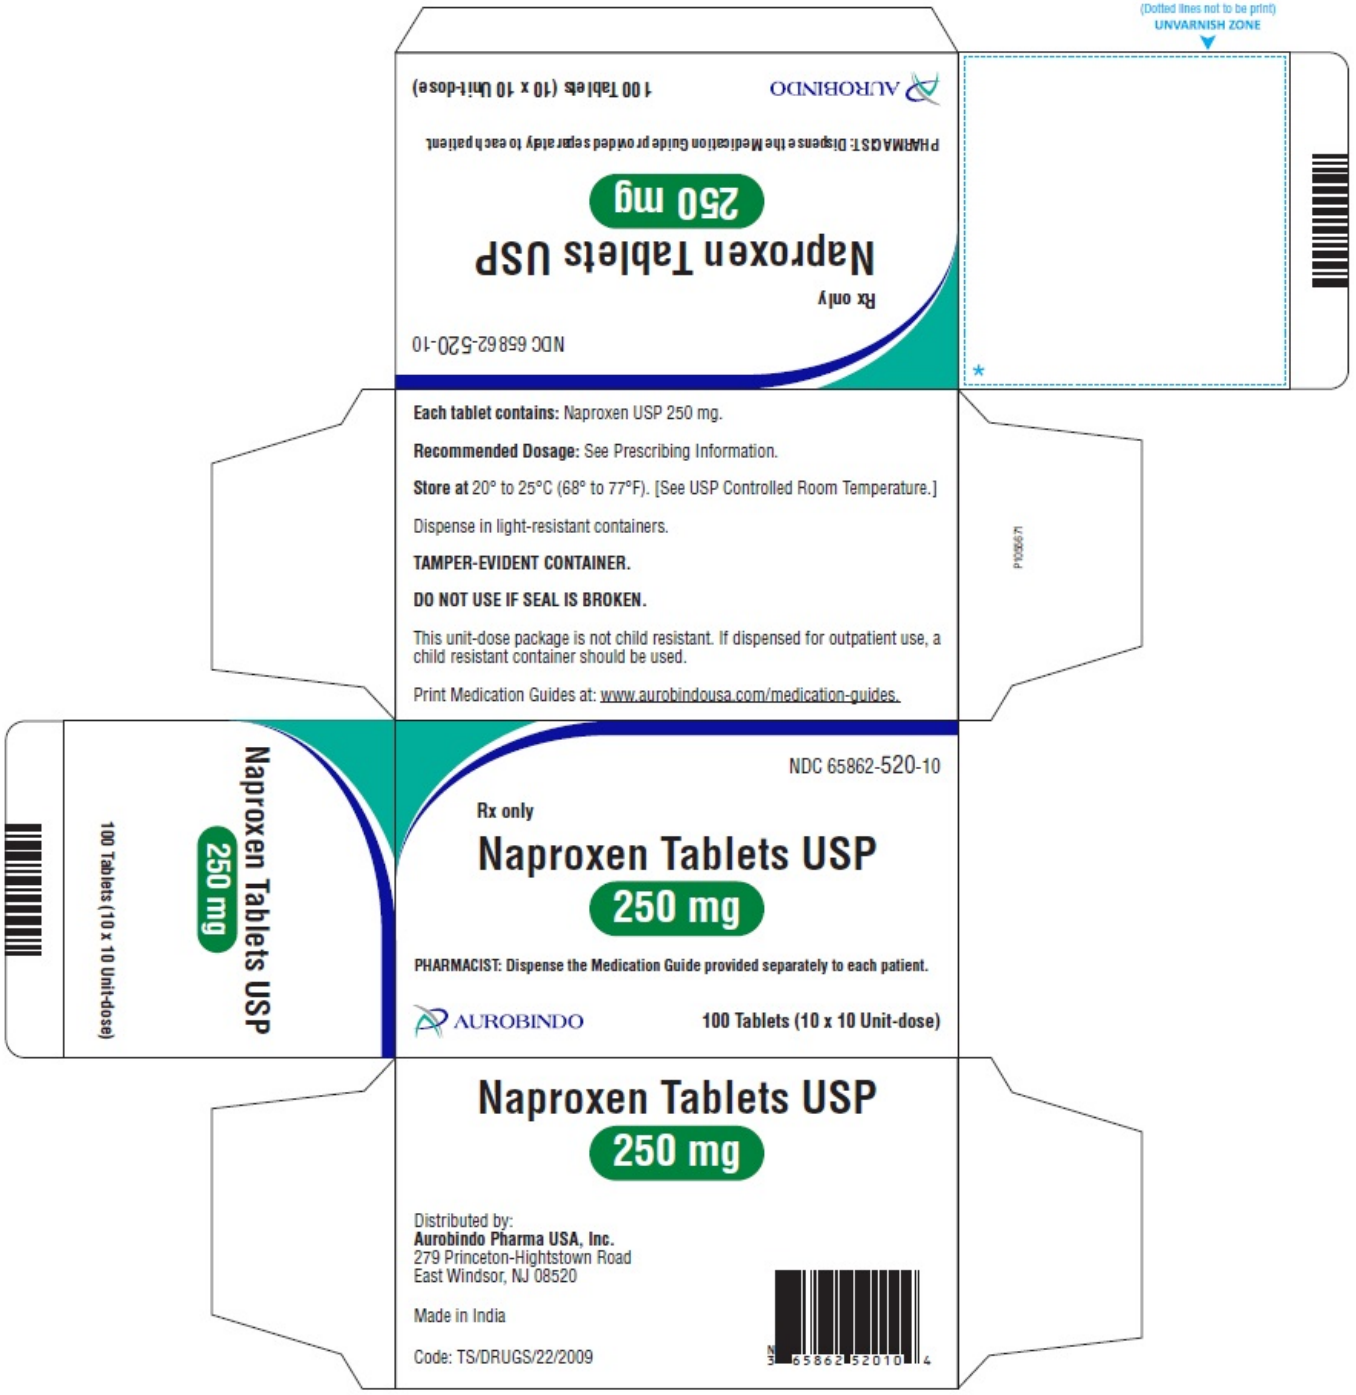 (Dotted lines not to be print)
UNVARNISH ZONE
100 Tablets (10 x 10 Unit-dose)
AUROBINDO
PHARMACIST: Dispense the Medication Guide provided separately to each patient.
250 mg
Naproxen Tablets USP
Rx only
NDC 65862-520-10
*
Each tablet contains: Naproxen USP 250 mg.
Recommended Dosage: See Prescribing Information.
Store at 20° to 25°C (68° to 77°F). [See USP Controlled Room Temperature.]
Dispense in light-resistant containers.
TAMPER-EVIDENT CONTAINER.
DO NOT USE IF SEAL IS BROKEN.
This unit-dose package is not child resistant. If dispensed for outpatient use, a
child resistant container should be used.
Print Medication Guides at: www.aurobindousa.com/medication-guides.
Naproxen Tablets USP
250 mg
100 Tablets (10 x 10 Unit-dose)
NDC 65862-520-10
Rx only
Naproxen Tablets USP
250 mg
PHARMACIST: Dispense the Medication Guide provided separately to each patient.
AUROBINDO
100 Tablets (10 x 10 Unit-dose)
Naproxen Tablets USP
250 mg
Distributed by:
Aurobindo Pharma USA, Inc.
279 Princeton-Hightstown Road
East Windsor, NJ 08520
Made in India
Code: TS/DRUGS/22/2009
N
3 65862 52010 4